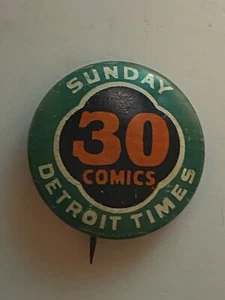 SUNDAY
30
COMICS
DETROIT TIMES